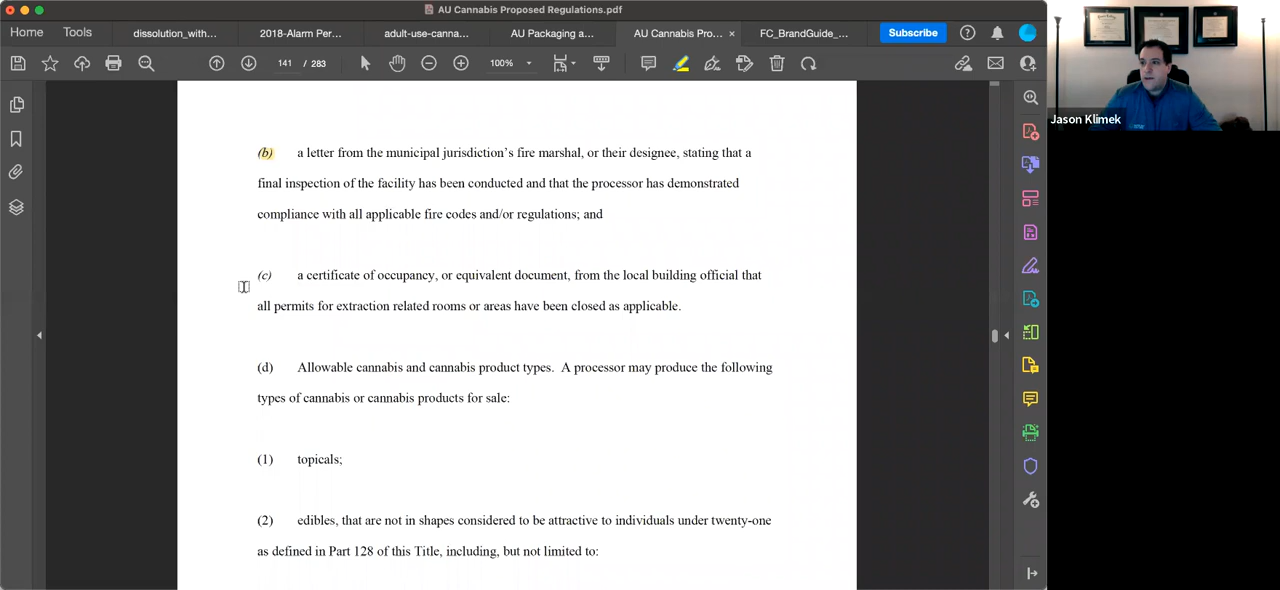 AU Cannabis Proposed Regulations.pdf
Home Tools dissolution_with... 2018-Alarm Per... adult-use-canna... AU Packaging a... AU Cannabis Pro... × FC_BrandGuide_... Subscribe
141 / 283 100%
(b) a letter from the municipal jurisdiction's fire marshal, or their designee, stating that a
final inspection of the facility has been conducted and that the processor has demonstrated
compliance with all applicable fire codes and/or regulations; and
(c) a certificate of occupancy, or equivalent document, from the local building official that
all permits for extraction related rooms or areas have been closed as applicable.
(d) Allowable cannabis and cannabis product types. A processor may produce the following
types of cannabis or cannabis products for sale:
(1) topicals;
(2) edibles, that are not in shapes considered to be attractive to individuals under twenty-one
as defined in Part 128 of this Title, including, but not limited to:
Jason Klimek